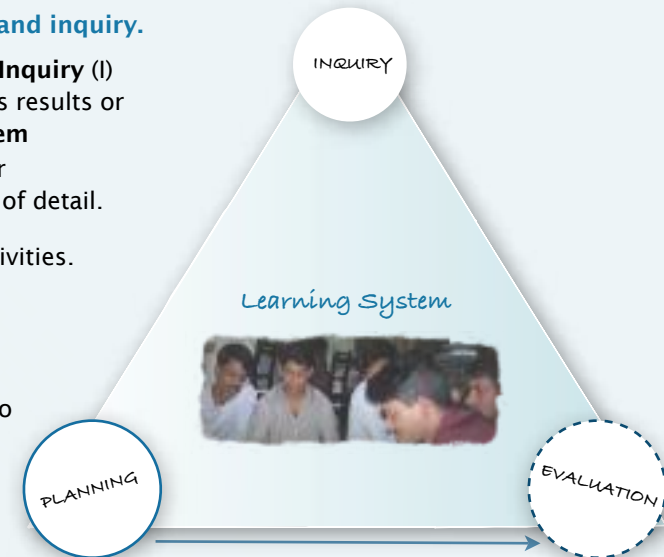 and inquiry.
Inquiry (I)
s results or
em
r
of detail.
ivities.
o
INQUIRY
Learning System
PLANNING
EVALUATION